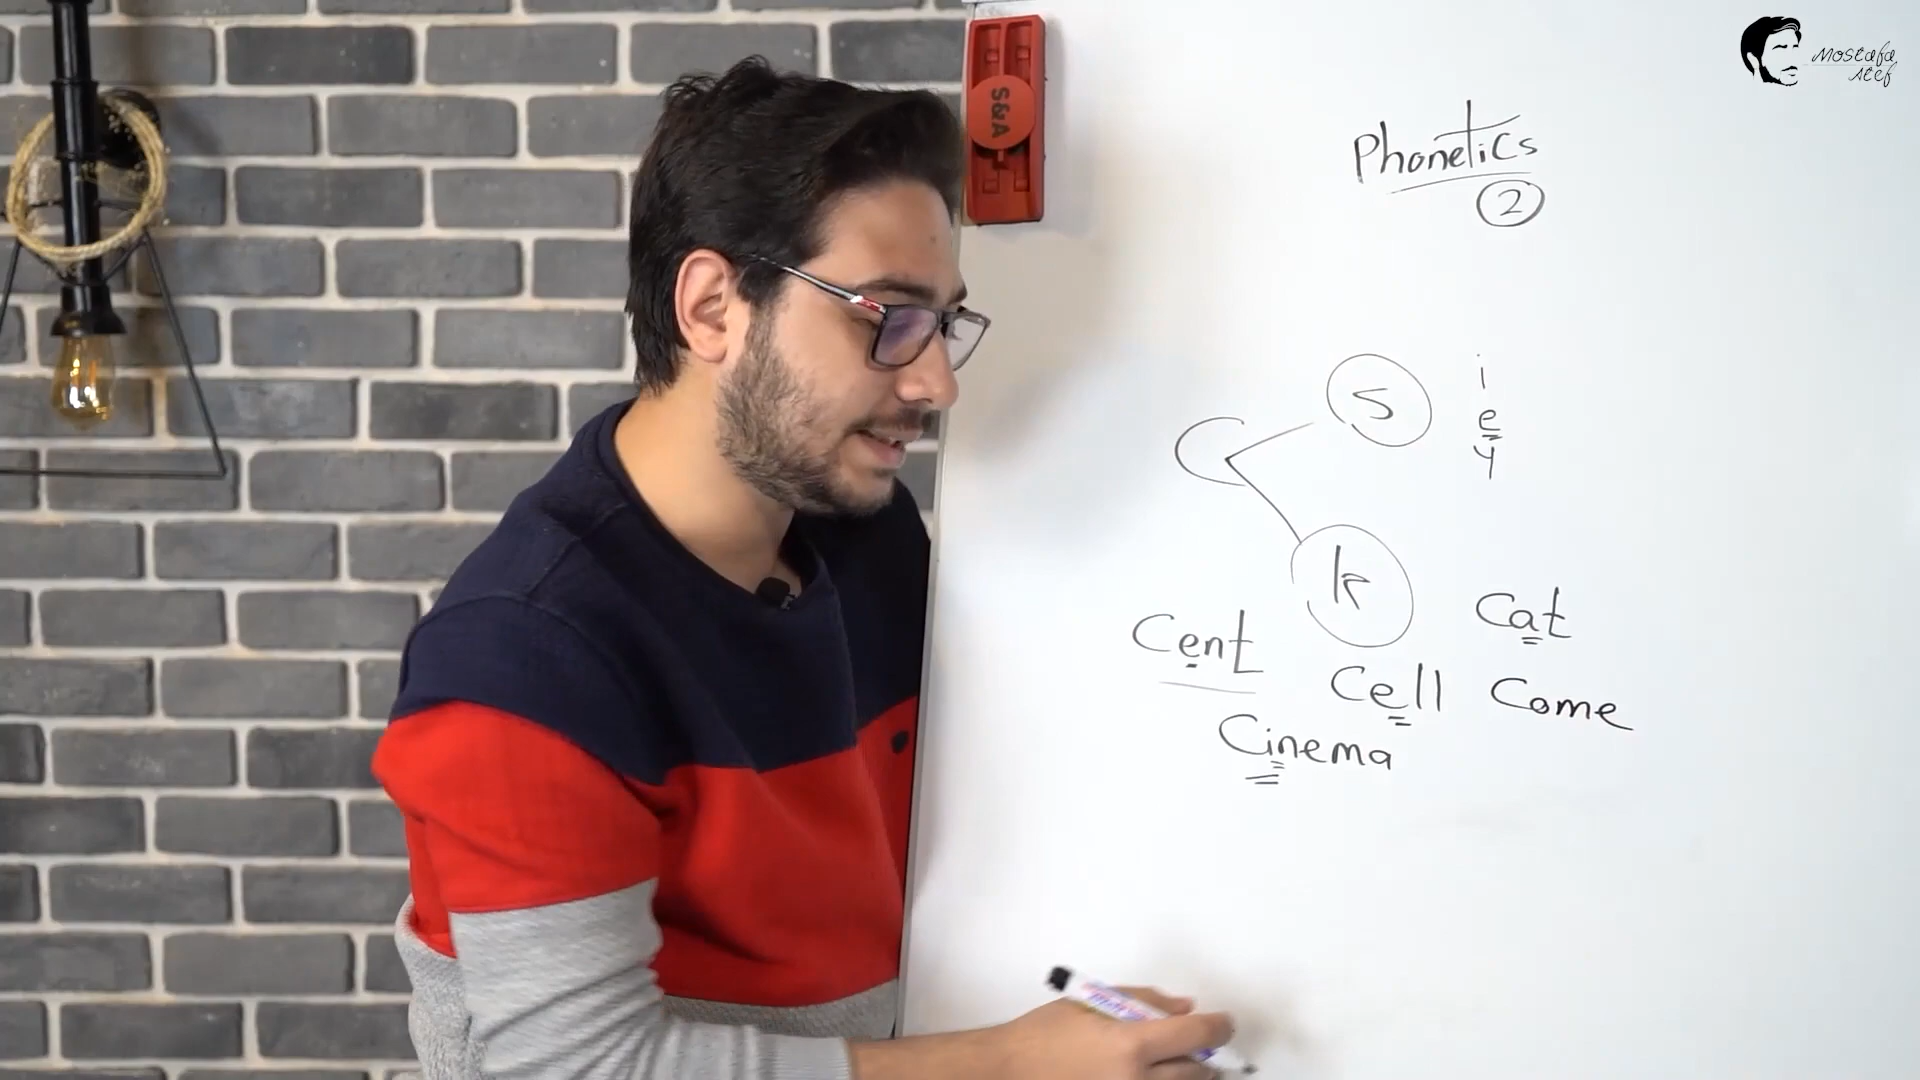 Mostafa
Atef
S&A
Phonetics
2
C
s
i
e
y
k
Cat
Cent
Cell
Come
Cinema